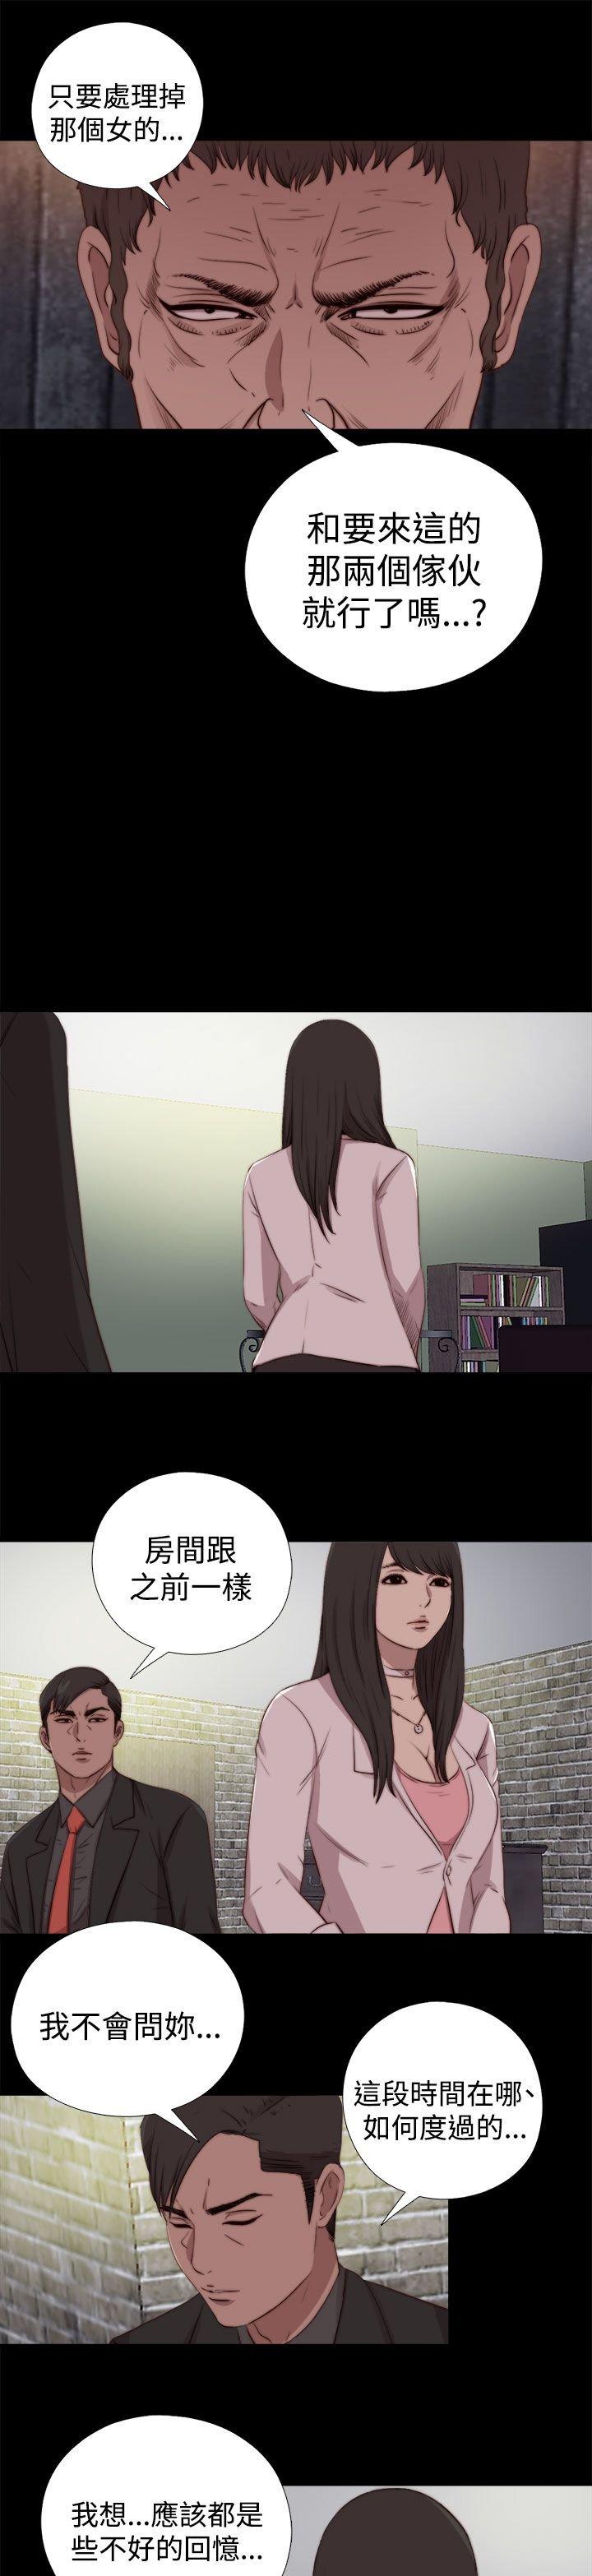 只要處理掉
那個女的...
和要來這的
那兩個傢伙
就行了嗎...?
房間跟
之前一樣
我不會問妳...
這段時間在哪、
如何度過的...
我想...應該都是
些不好的回憶...